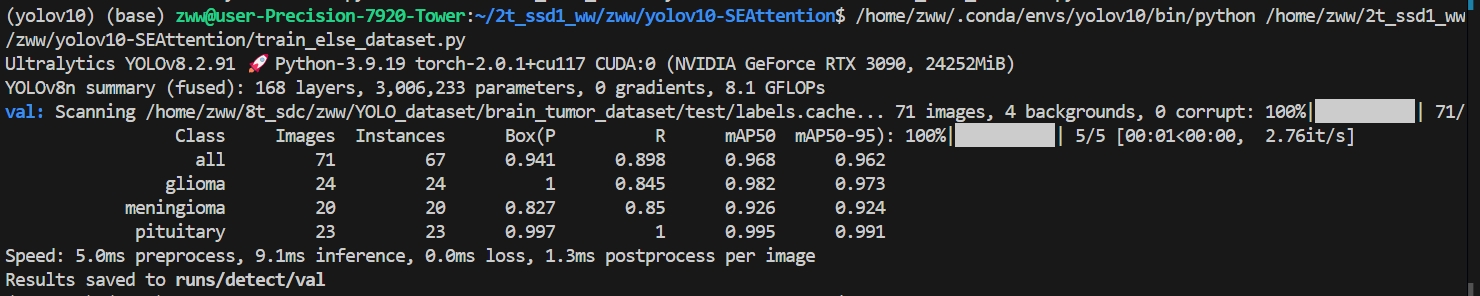 (yolov10) (base) zww@user-Precision-7920-Tower:~/2t_ssd1_ww/zww/yolov10-SEAttention$ /home/zww/.conda/envs/yolov10/bin/python /home/zww/2t_ssd1_ww
/zww/yolov10-SEAttention/train_else_dataset.py
Ultralytics YOLOv8.2.91 🚀 Python-3.9.19 torch-2.0.1+cu117 CUDA:0 (NVIDIA GeForce RTX 3090, 24252MiB)
YOLOv8n summary (fused): 168 layers, 3,006,233 parameters, 0 gradients, 8.1 GFLOPs
val: Scanning /home/zww/8t_sdc/zww/YOLO_dataset/brain_tumor_dataset/test/labels.cache... 71 images, 4 backgrounds, 0 corrupt: 100%|██████████| 71/
Class Images Instances Box(P R mAP50 mAP50-95): 100%|██████████| 5/5 [00:01<00:00, 2.76it/s]
all 71 67 0.941 0.898 0.968 0.962
glioma 24 24 1 0.845 0.982 0.973
meningioma 20 20 0.827 0.85 0.926 0.924
pituitary 23 23 0.997 1 0.995 0.991
Speed: 5.0ms preprocess, 9.1ms inference, 0.0ms loss, 1.3ms postprocess per image
Results saved to runs/detect/val